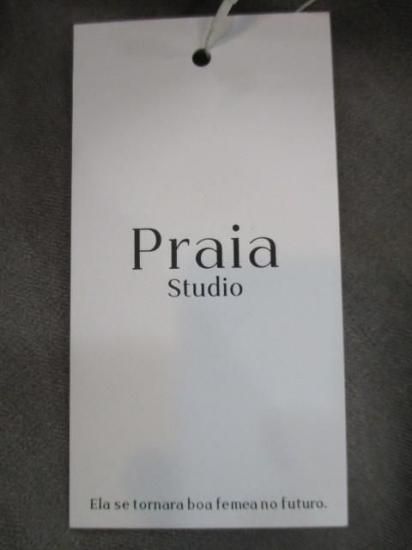 Praia
Studio
Ela se tornara boa femea no futuro.